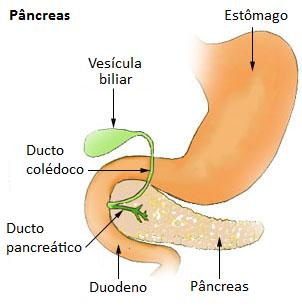 Pâncreas
Estômago
Vesícula
biliar
Ducto
colédoco
Ducto
pancreático
Duodeno
Pâncreas